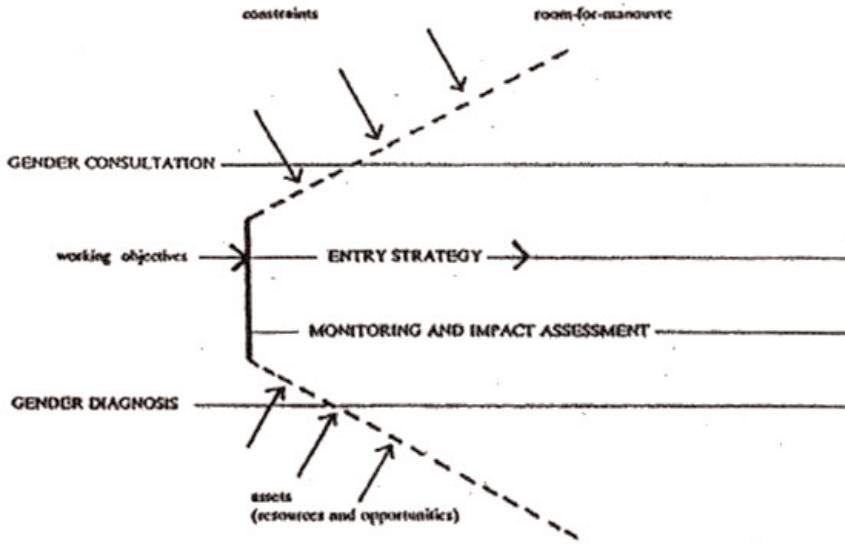 constraints
room-for-manouvre
GENDER CONSULTATION
working objectives
ENTRY STRATEGY
MONITORING AND IMPACT ASSESSMENT
GENDER DIAGNOSIS
assets
(resources and opportunities)